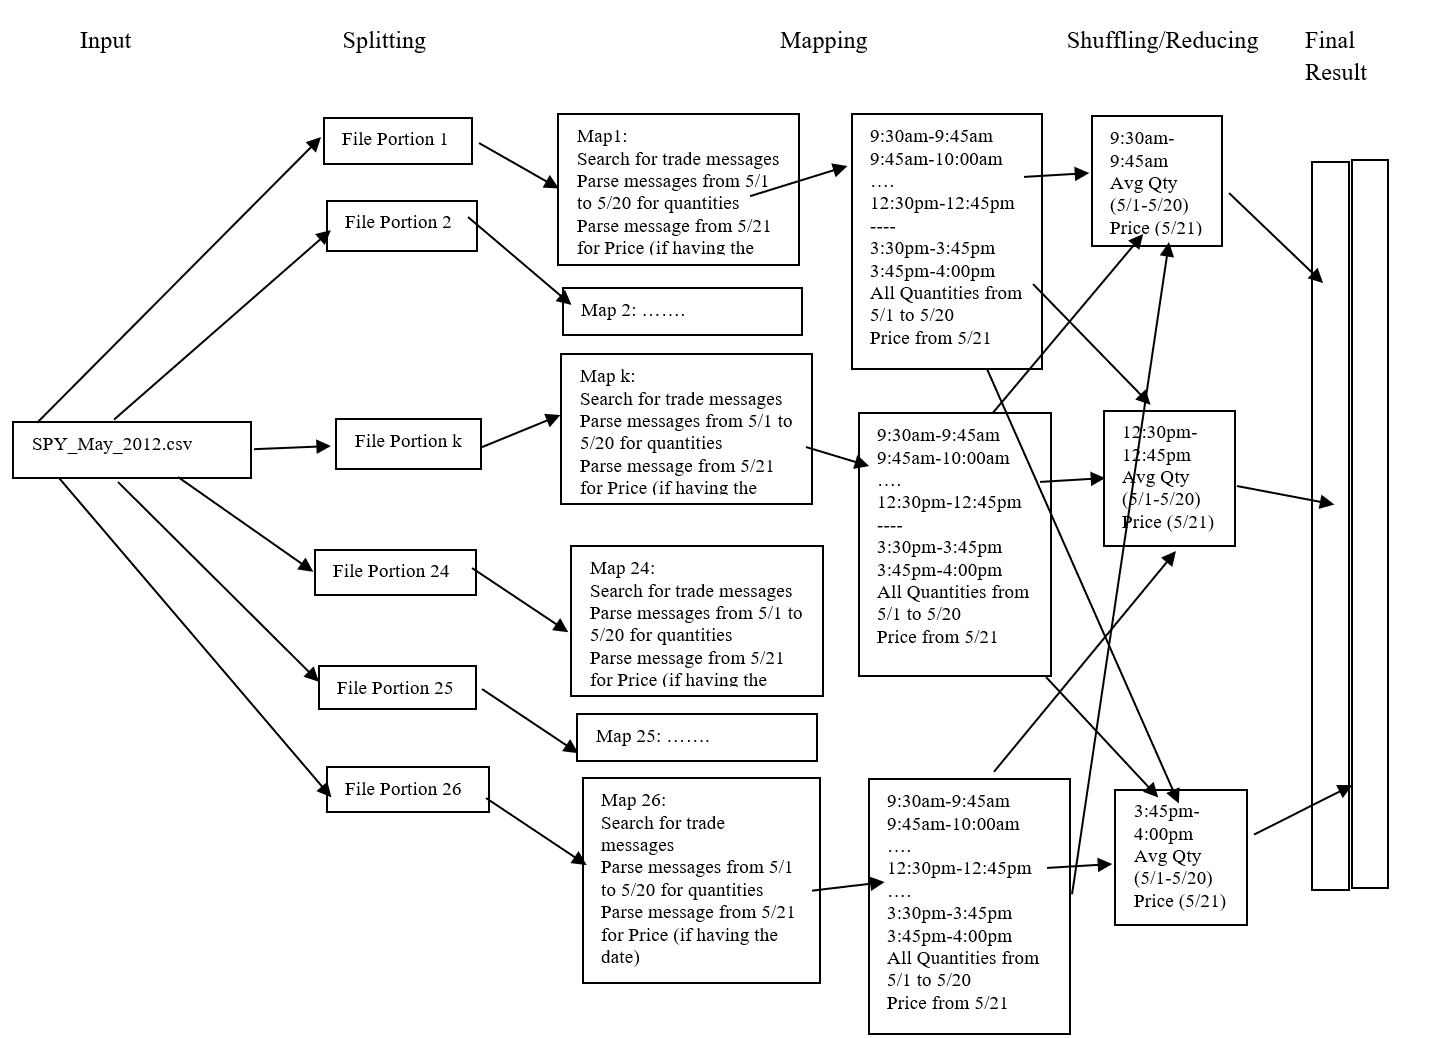 Input
Splitting
Mapping
Shuffling/Reducing
Final
Result
SPY_May_2012.csv
File Portion 1
File Portion 2
File Portion k
File Portion 24
File Portion 25
File Portion 26
Map1:
Search for trade messages
Parse messages from 5/1
to 5/20 for quantities
Parse message from 5/21
for Price (if having the
Map 2: …….
Map k:
Search for trade messages
Parse messages from 5/1 to
5/20 for quantities
Parse message from 5/21
for Price (if having the
Map 24:
Search for trade messages
Parse messages from 5/1 to
5/20 for quantities
Parse message from 5/21
for Price (if having the
Map 25: …….
Map 26:
Search for trade
messages
Parse messages from 5/1
to 5/20 for quantities
Parse message from 5/21
for Price (if having the
date)
9:30am-9:45am
9:45am-10:00am
….
12:30pm-12:45pm
----
3:30pm-3:45pm
3:45pm-4:00pm
All Quantities from
5/1 to 5/20
Price from 5/21
9:30am-9:45am
9:45am-10:00am
….
12:30pm-12:45pm
----
3:30pm-3:45pm
3:45pm-4:00pm
All Quantities from
5/1 to 5/20
Price from 5/21
9:30am-9:45am
9:45am-10:00am
….
12:30pm-12:45pm
….
3:30pm-3:45pm
3:45pm-4:00pm
All Quantities from
5/1 to 5/20
Price from 5/21
9:30am-
9:45am
Avg Qty
(5/1-5/20)
Price (5/21)
12:30pm-
12:45pm
Avg Qty
(5/1-5/20)
Price (5/21)
3:45pm-
4:00pm
Avg Qty
(5/1-5/20)
Price (5/21)